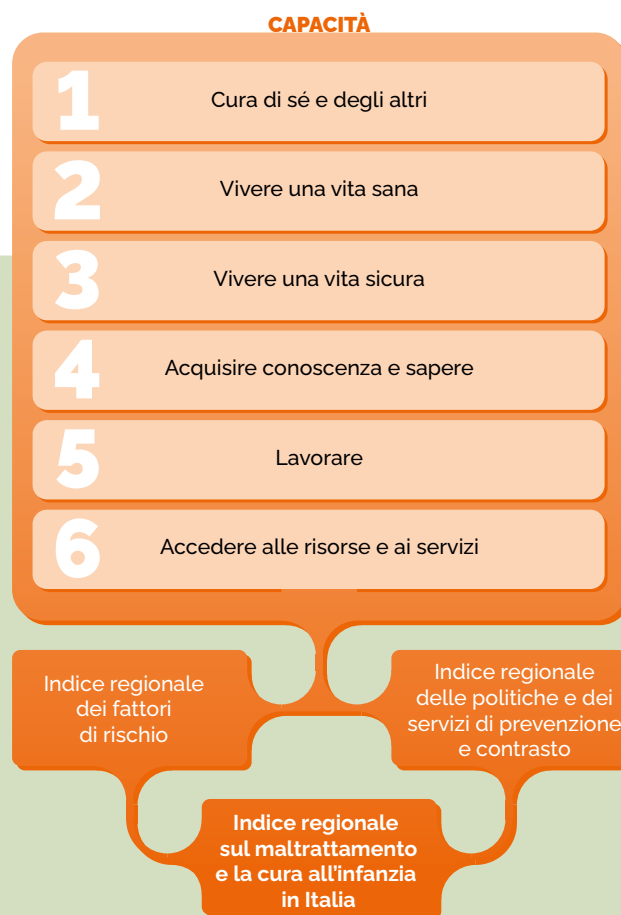 CAPACITÀ
1
Cura di sé e degli altri
2
Vivere una vita sana
3
Vivere una vita sicura
4
Acquisire conoscenza e sapere
5
Lavorare
6
Accedere alle risorse e ai servizi
Indice regionale
dei fattori
di rischio
Indice regionale
delle politiche e dei
servizi di prevenzione
e contrasto
Indice regionale
sul maltrattamento
e la cura all'infanzia
in Italia